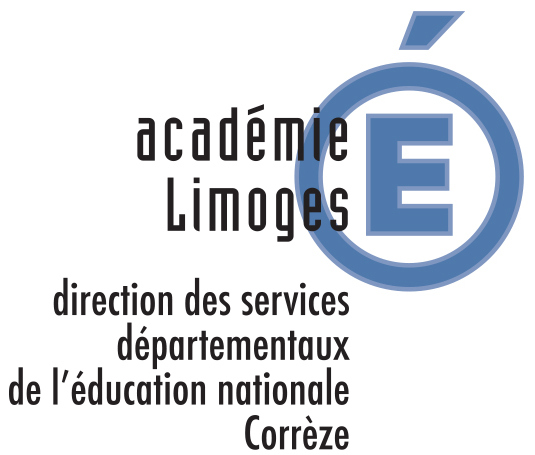 académie
Limoges
É
direction des services
départementaux
de l'éducation nationale
Corrèze